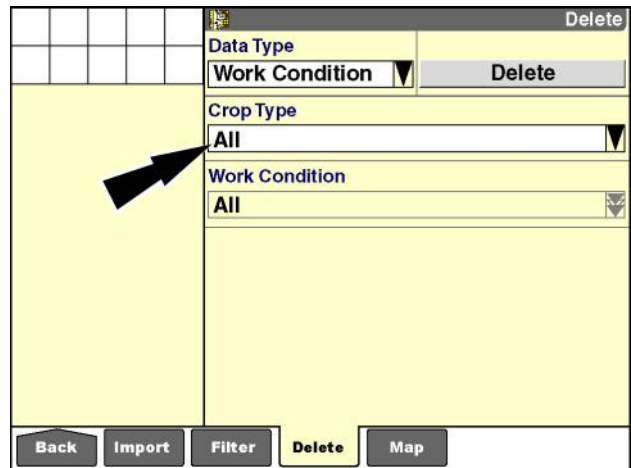 Delete
Data Type
Work Condition Delete
Crop Type
All
Work Condition
All
Back Import Filter Delete Map